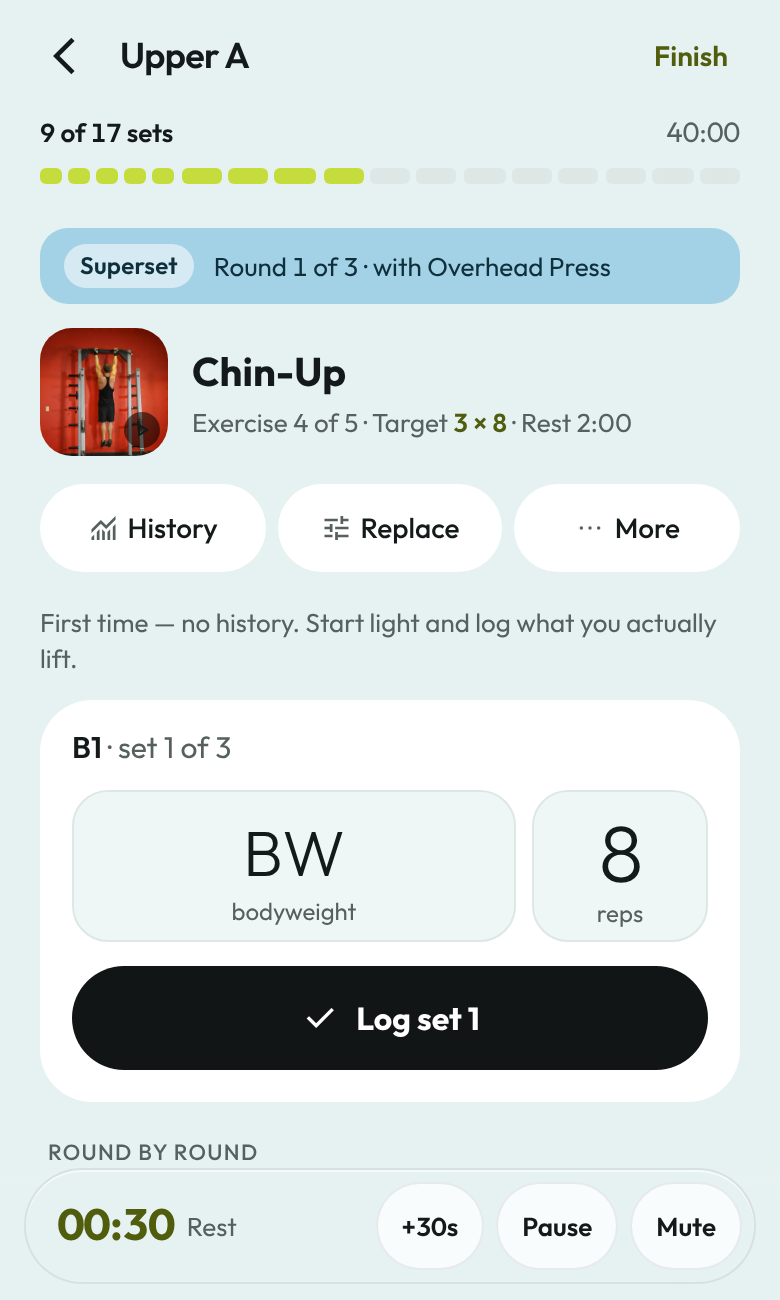 Upper A
Finish
9 of 17 sets
40:00
Superset
Round 1 of 3 · with Overhead Press
Chin-Up
Exercise 4 of 5 · Target 3 × 8 · Rest 2:00
History
Replace
··· More
First time — no history. Start light and log what you actually
lift.
B1 · set 1 of 3
BW
bodyweight
8
reps
Log set 1
ROUND BY ROUND
00:30 Rest
+30s
Pause
Mute